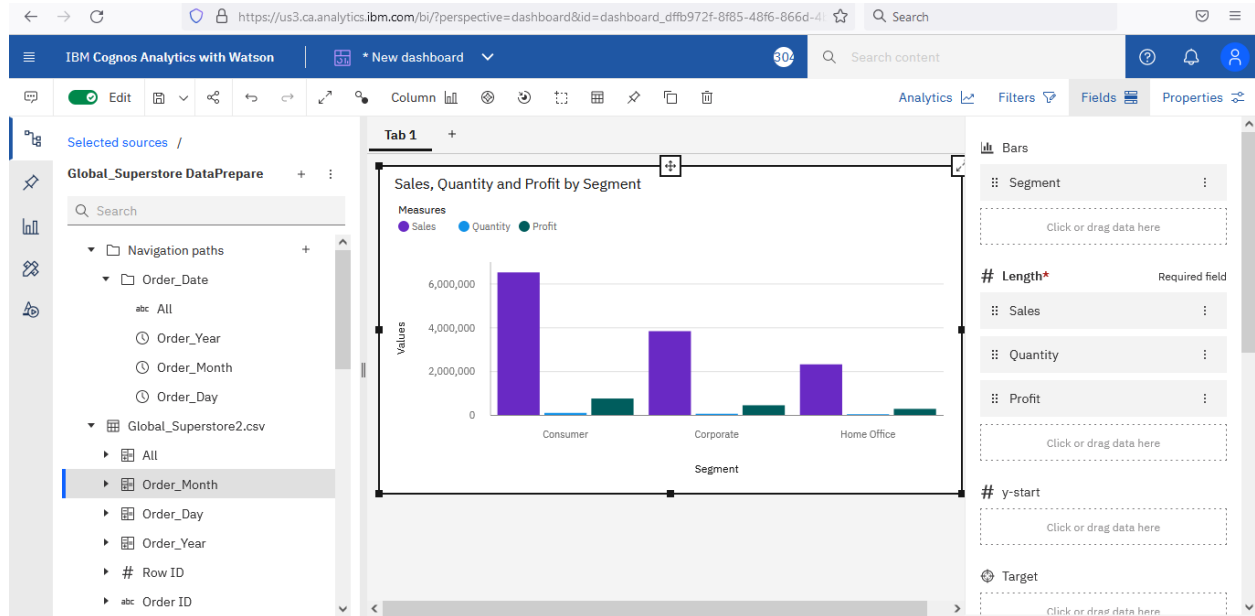 https://us3.ca.analytics.ibm.com/bi/?perspective=dashboard&id=dashboard_dffb972f-8f85-48f6-866d-4
Search
IBM Cognos Analytics with Watson
* New dashboard
304
Search content
Edit
Column
Analytics
Filters
Fields
Properties
Selected sources /
Global_Superstore DataPrepare
Search
Navigation paths
Order_Date
abc All
Order_Year
Order_Month
Order_Day
Global_Superstore2.csv
All
Order_Month
Order_Day
Order_Year
# Row ID
abc Order ID
Tab 1 +
Sales, Quantity and Profit by Segment
Measures
Sales Quantity Profit
6,000,000
4,000,000
2,000,000
0
Values
Consumer Corporate Home Office
Segment
Bars
Segment
Click or drag data here
# Length* Required field
Sales
Quantity
Profit
Click or drag data here
# y-start
Click or drag data here
Target
Click or drag data here